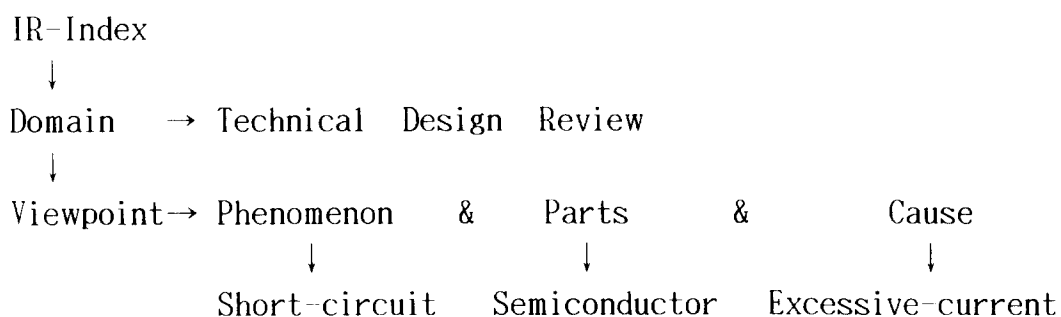 IR-Index
↓
Domain → Technical Design Review
↓
Viewpoint→ Phenomenon & Parts & Cause
↓ ↓ ↓
Short-circuit Semiconductor Excessive-current